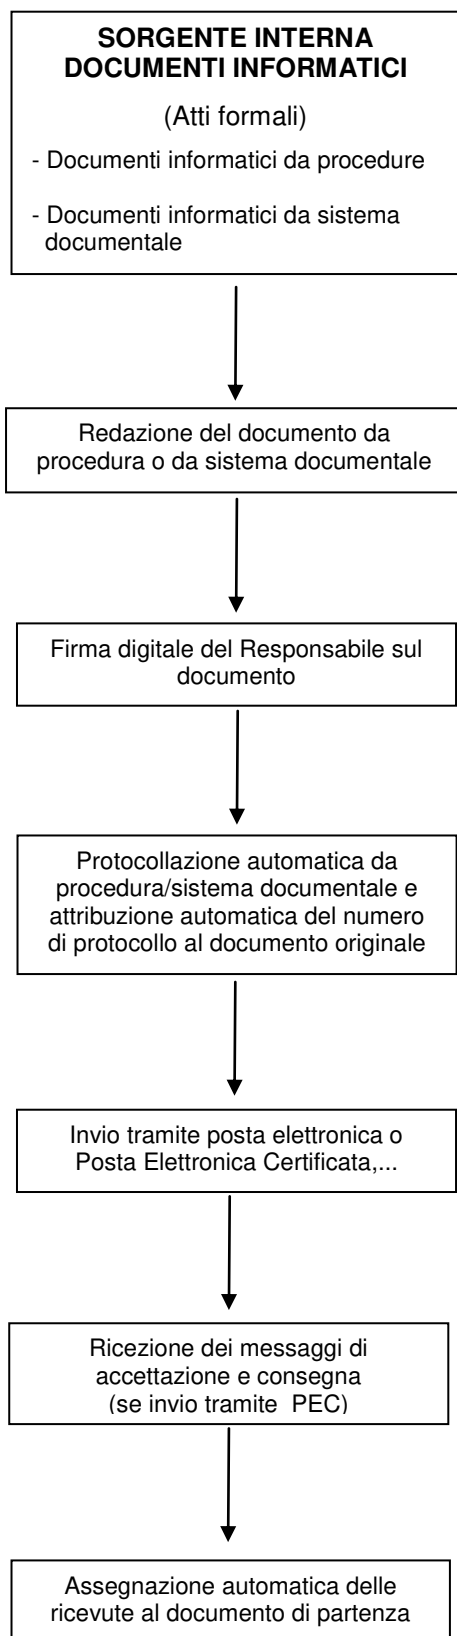 SORGENTE INTERNA
DOCUMENTI INFORMATICI
(Atti formali)
- Documenti informatici da procedure
- Documenti informatici da sistema
documentale
Redazione del documento da
procedura o da sistema documentale
Firma digitale del Responsabile sul
documento
Protocollazione automatica da
procedura/sistema documentale e
attribuzione automatica del numero
di protocollo al documento originale
Invio tramite posta elettronica o
Posta Elettronica Certificata,...
Ricezione dei messaggi di
accettazione e consegna
(se invio tramite PEC)
Assegnazione automatica delle
ricevute al documento di partenza